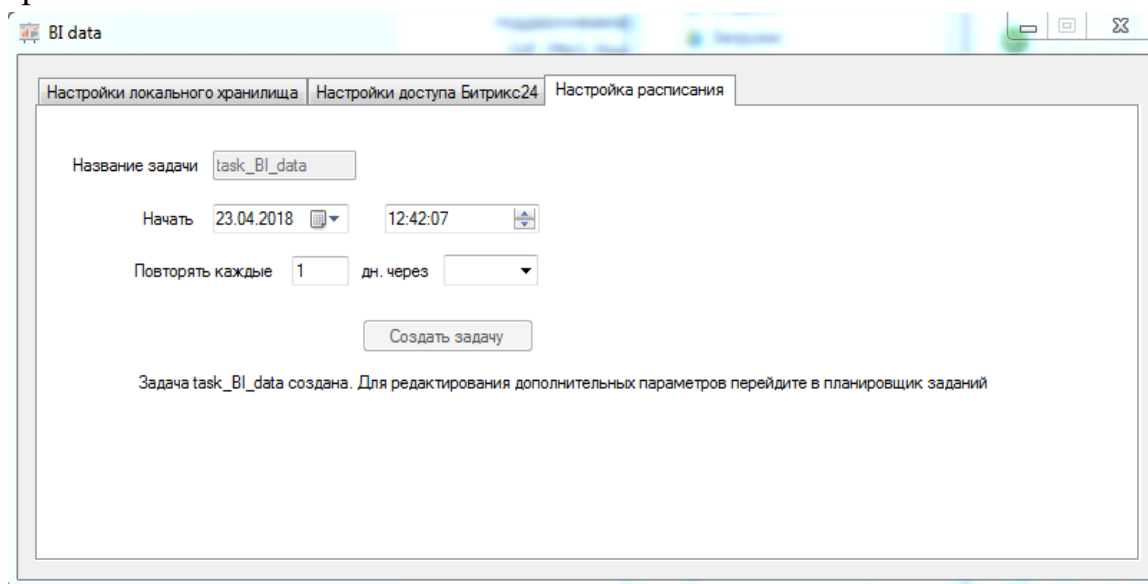 BI data
Настройки локального хранилища Настройки доступа Битрикс24 Настройка расписания
Название задачи task_BI_data
Начать 23.04.2018 12:42:07
Повторять каждые 1 дн. через
Создать задачу
Задача task_BI_data создана. Для редактирования дополнительных параметров перейдите в планировщик заданий